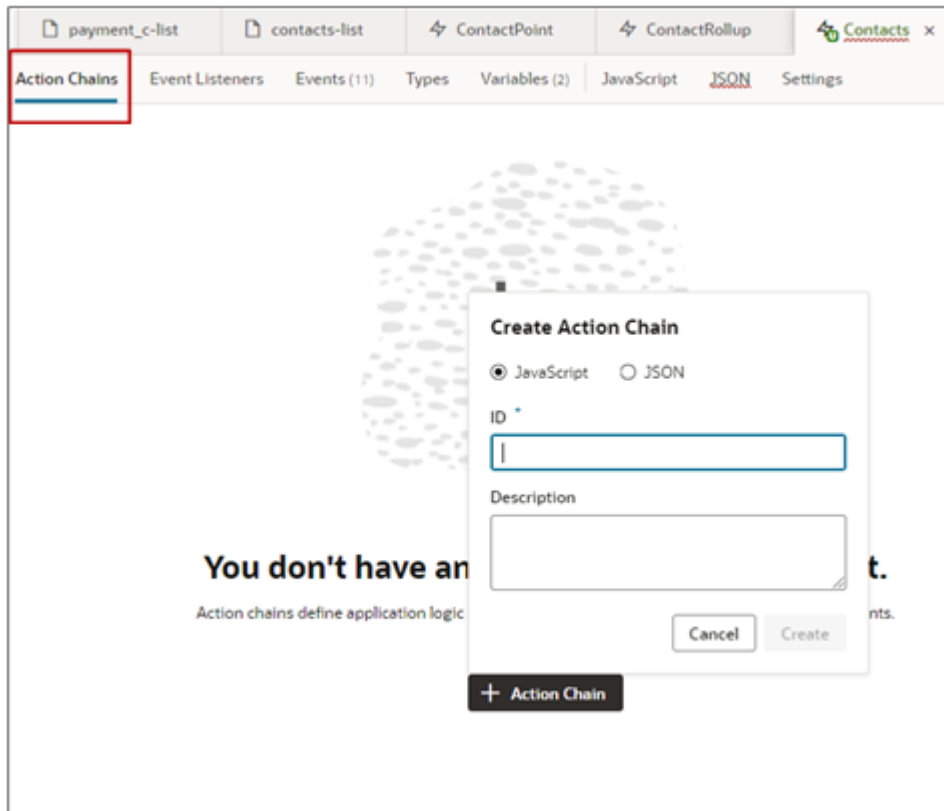 payment_c-list contacts-list ContactPoint ContactRollup Contacts ×
Action Chains Event Listeners Events (11) Types Variables (2) JavaScript JSON Settings
Create Action Chain
JavaScript JSON
ID *
Description
You don't have an t.
Action chains define application logic nts.
Cancel Create
+ Action Chain